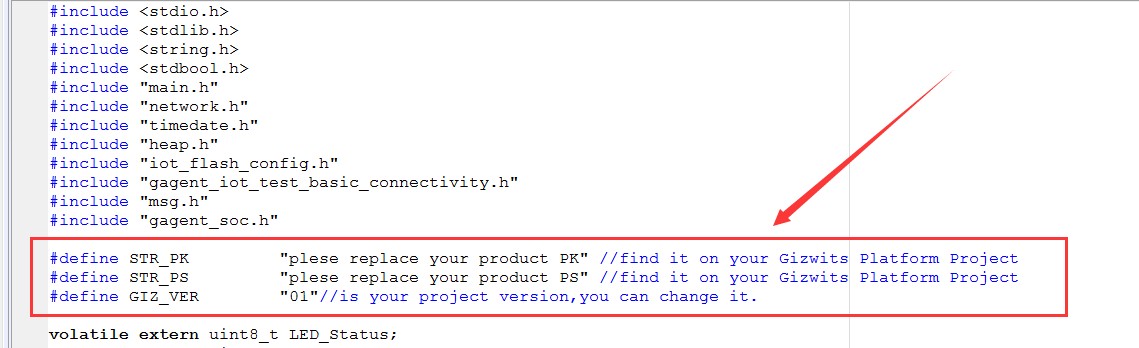 #include <stdio.h>
#include <stdlib.h>
#include <string.h>
#include <stdbool.h>
#include "main.h"
#include "network.h"
#include "timedate.h"
#include "heap.h"
#include "iot_flash_config.h"
#include "gagent_iot_test_basic_connectivity.h"
#include "msg.h"
#include "gagent_soc.h"
#define STR_PK "plese replace your product PK" //find it on your Gizwits Platform Project
#define STR_PS "plese replace your product PS" //find it on your Gizwits Platform Project
#define GIZ_VER "01"//is your project version,you can change it.
volatile extern uint8_t LED_Status;